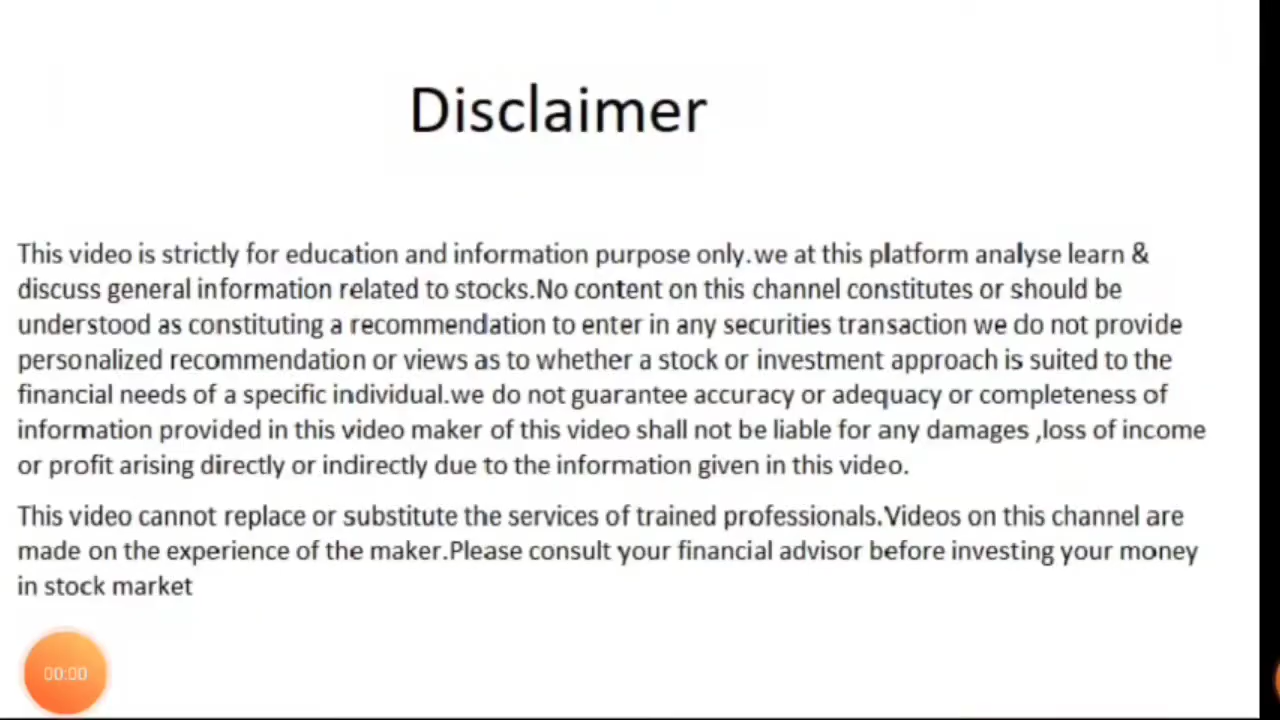 Disclaimer
This video is strictly for education and information purpose only.we at this platform analyse learn &
discuss general information related to stocks.No content on this channel constitutes or should be
understood as constituting a recommendation to enter in any securities transaction we do not provide
personalized recommendation or views as to whether a stock or investment approach is suited to the
financial needs of a specific individual.we do not guarantee accuracy or adequacy or completeness of
information provided in this video maker of this video shall not be liable for any damages ,loss of income
or profit arising directly or indirectly due to the information given in this video.
This video cannot replace or substitute the services of trained professionals.Videos on this channel are
made on the experience of the maker.Please consult your financial advisor before investing your money
in stock market
00:00